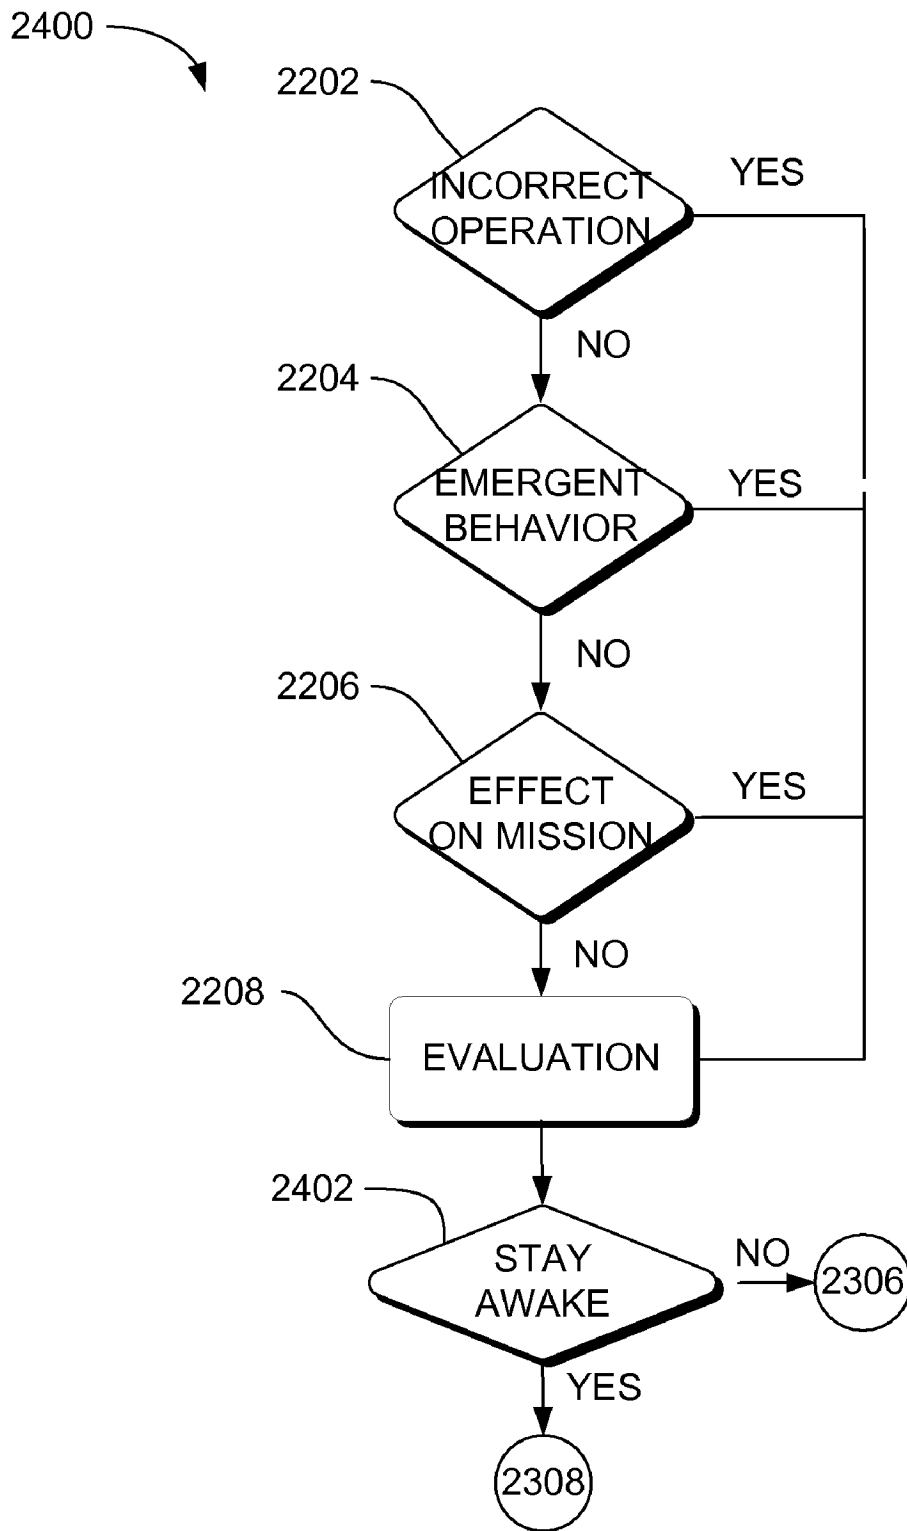 2400
2202
INCORRECT
OPERATION
YES
NO
2204
EMERGENT
BEHAVIOR
YES
NO
2206
EFFECT
ON MISSION
YES
NO
2208
EVALUATION
2402
STAY
AWAKE
NO
2306
YES
2308